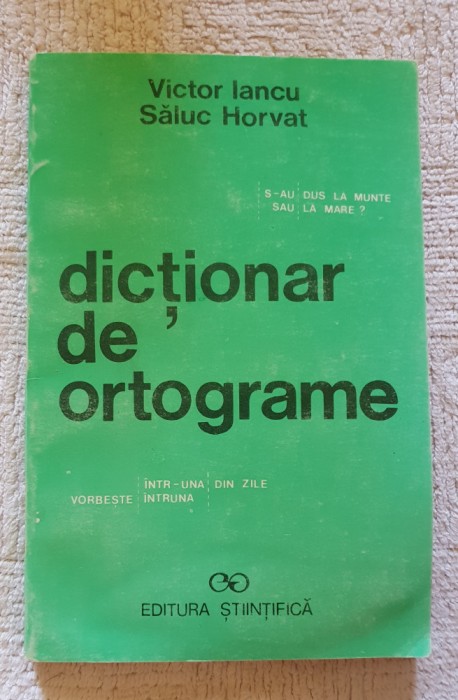 Victor Iancu
Săluc Horvat
S-AU DUS LA MUNTE
SAU LA MARE?
dicționar
de
ortograme
ÎNTR-UNA DIN ZILE
VORBEȘTE ÎNTRUNA
EDITURA ȘTIINȚIFICĂ